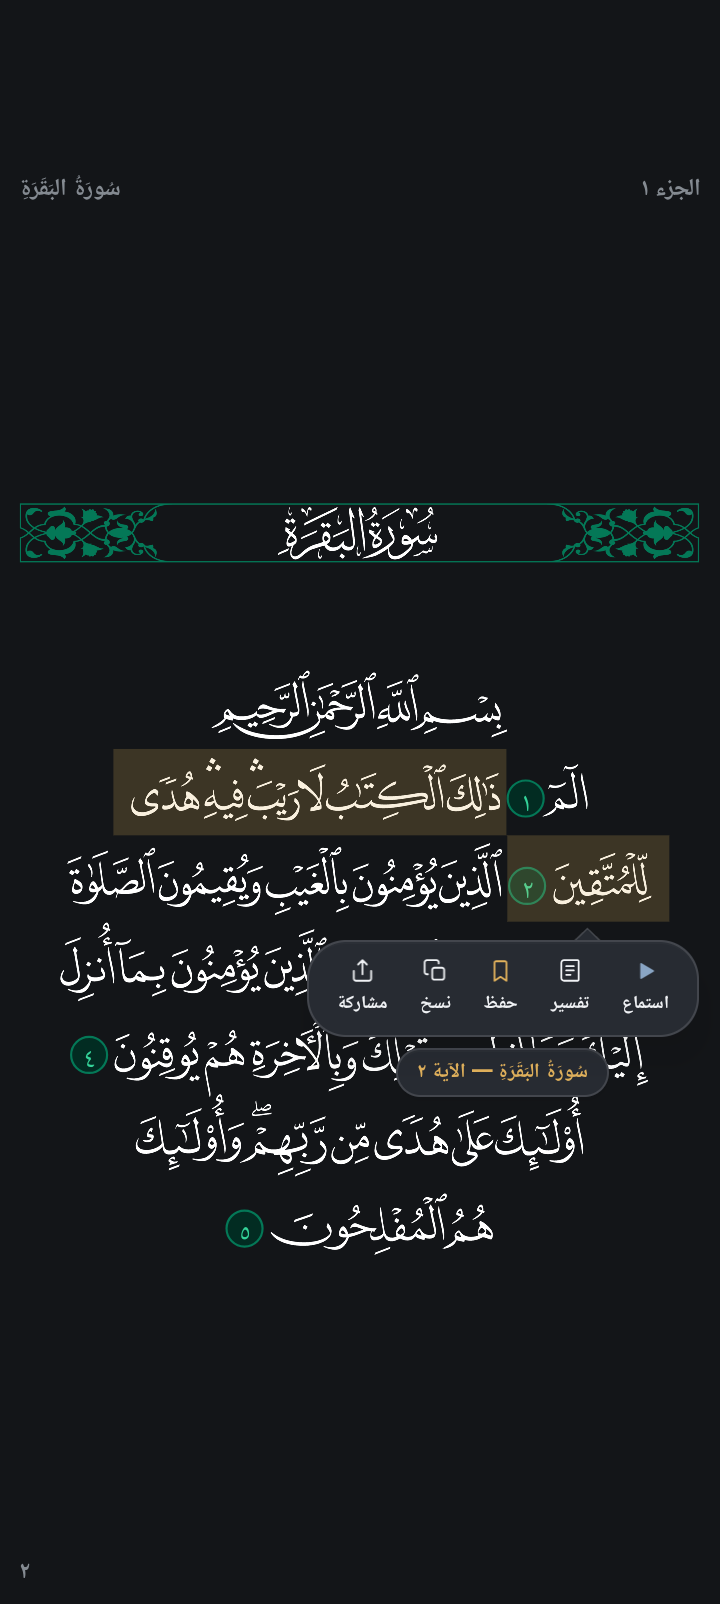 الجزء ١
سُورَةُ البَقَرَةِ
سُورَةُ البَقَرَةِ
بِسۡمِ ٱللَّهِ ٱلرَّحۡمَٰنِ ٱلرَّحِيمِ
الٓمٓ ١ ذَٰلِكَ ٱلۡكِتَٰبُ لَا رَيۡبَۛ فِيهِۛ هُدٗى
لِّلۡمُتَّقِينَ ٢ ٱلَّذِينَ يُؤۡمِنُونَ بِٱلۡغَيۡبِ وَيُقِيمُونَ ٱلصَّلَوٰةَ
يُؤۡمِنُونَ بِمَآ أُنزِلَ
وَبِٱلۡأٓخِرَةِ هُمۡ يُوقِنُونَ ٤
أُوْلَٰٓئِكَ عَلَىٰ هُدٗى مِّن رَّبِّهِمۡۖ وَأُوْلَٰٓئِكَ
هُمُ ٱلۡمُفۡلِحُونَ ٥
استماع تفسير حفظ نسخ مشاركة
سُورَةُ البَقَرَةِ — الآية ٢
٢